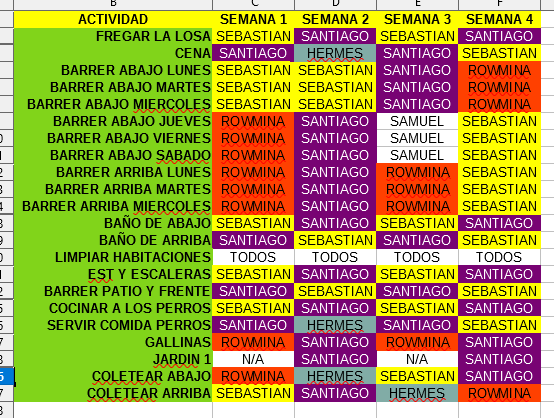 B C D E F
ACTIVIDAD SEMANA 1 SEMANA 2 SEMANA 3 SEMANA 4
FREGAR LA LOSA SEBASTIAN SANTIAGO SEBASTIAN SANTIAGO
CENA SANTIAGO HERMES SANTIAGO SEBASTIAN
BARRER ABAJO LUNES SEBASTIAN SEBASTIAN SANTIAGO ROWMINA
BARRER ABAJO MARTES SEBASTIAN SEBASTIAN SANTIAGO ROWMINA
BARRER ABAJO MIERCOLES SEBASTIAN SEBASTIAN SANTIAGO ROWMINA
BARRER ABAJO JUEVES ROWMINA SANTIAGO SAMUEL SEBASTIAN
BARRER ABAJO VIERNES ROWMINA SANTIAGO SAMUEL SEBASTIAN
BARRER ABAJO SABADO ROWMINA SANTIAGO SAMUEL SEBASTIAN
BARRER ARRIBA LUNES ROWMINA SANTIAGO ROWMINA SEBASTIAN
BARRER ARRIBA MARTES ROWMINA SANTIAGO ROWMINA SEBASTIAN
BARRER ARRIBA MIERCOLES ROWMINA SANTIAGO ROWMINA SEBASTIAN
BAÑO DE ABAJO SEBASTIAN SANTIAGO SEBASTIAN SANTIAGO
BAÑO DE ARRIBA SANTIAGO SEBASTIAN SANTIAGO SEBASTIAN
LIMPIAR HABITACIONES TODOS TODOS TODOS TODOS
EST Y ESCALERAS SEBASTIAN SANTIAGO SEBASTIAN SANTIAGO
BARRER PATIO Y FRENTE SANTIAGO SEBASTIAN SANTIAGO SEBASTIAN
COCINAR A LOS PERROS SEBASTIAN SANTIAGO SEBASTIAN SANTIAGO
SERVIR COMIDA PERROS SANTIAGO HERMES SANTIAGO SEBASTIAN
GALLINAS ROWMINA SANTIAGO ROWMINA SANTIAGO
JARDIN 1 N/A SANTIAGO N/A SANTIAGO
COLETEAR ABAJO ROWMINA HERMES SEBASTIAN SANTIAGO
COLETEAR ARRIBA SEBASTIAN SANTIAGO HERMES ROWMINA